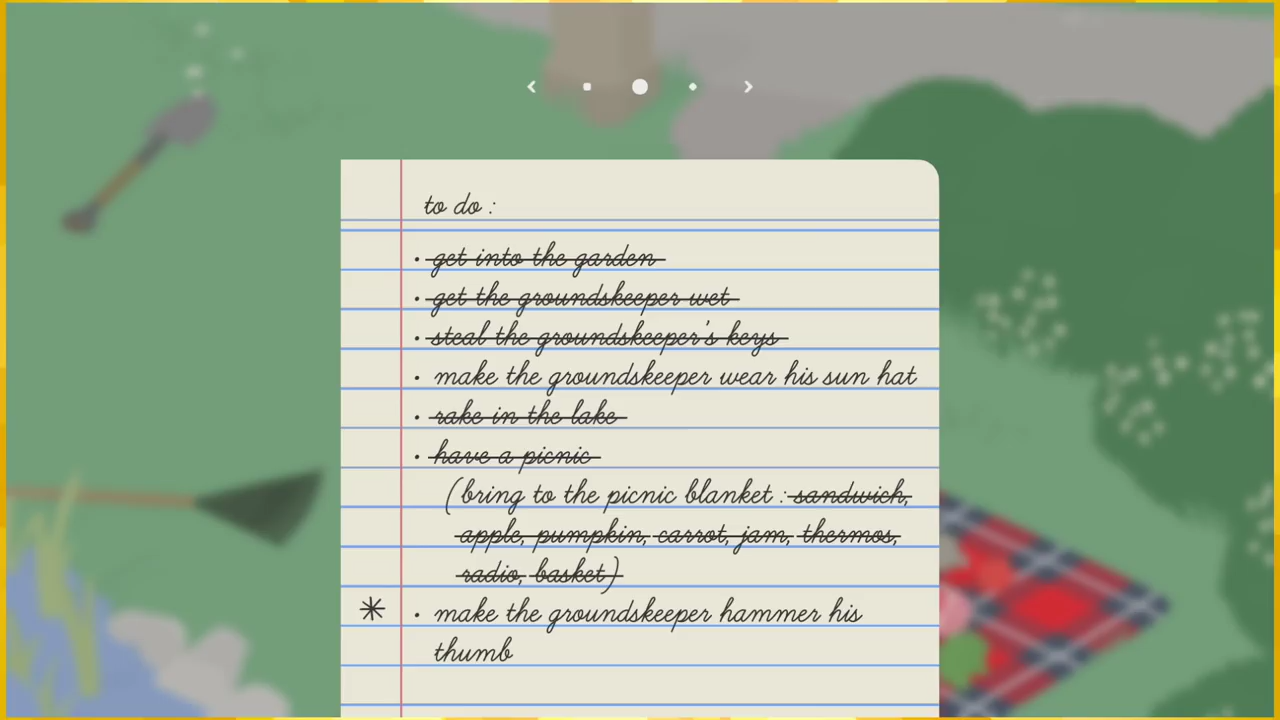 to do :
• get into the garden
• get the groundskeeper wet
• steal the groundskeeper's keys
• make the groundskeeper wear his sun hat
• rake in the lake
• have a picnic
(bring to the picnic blanket : sandwich,
apple, pumpkin, carrot, jam, thermos,
radio, basket)
* • make the groundskeeper hammer his
thumb